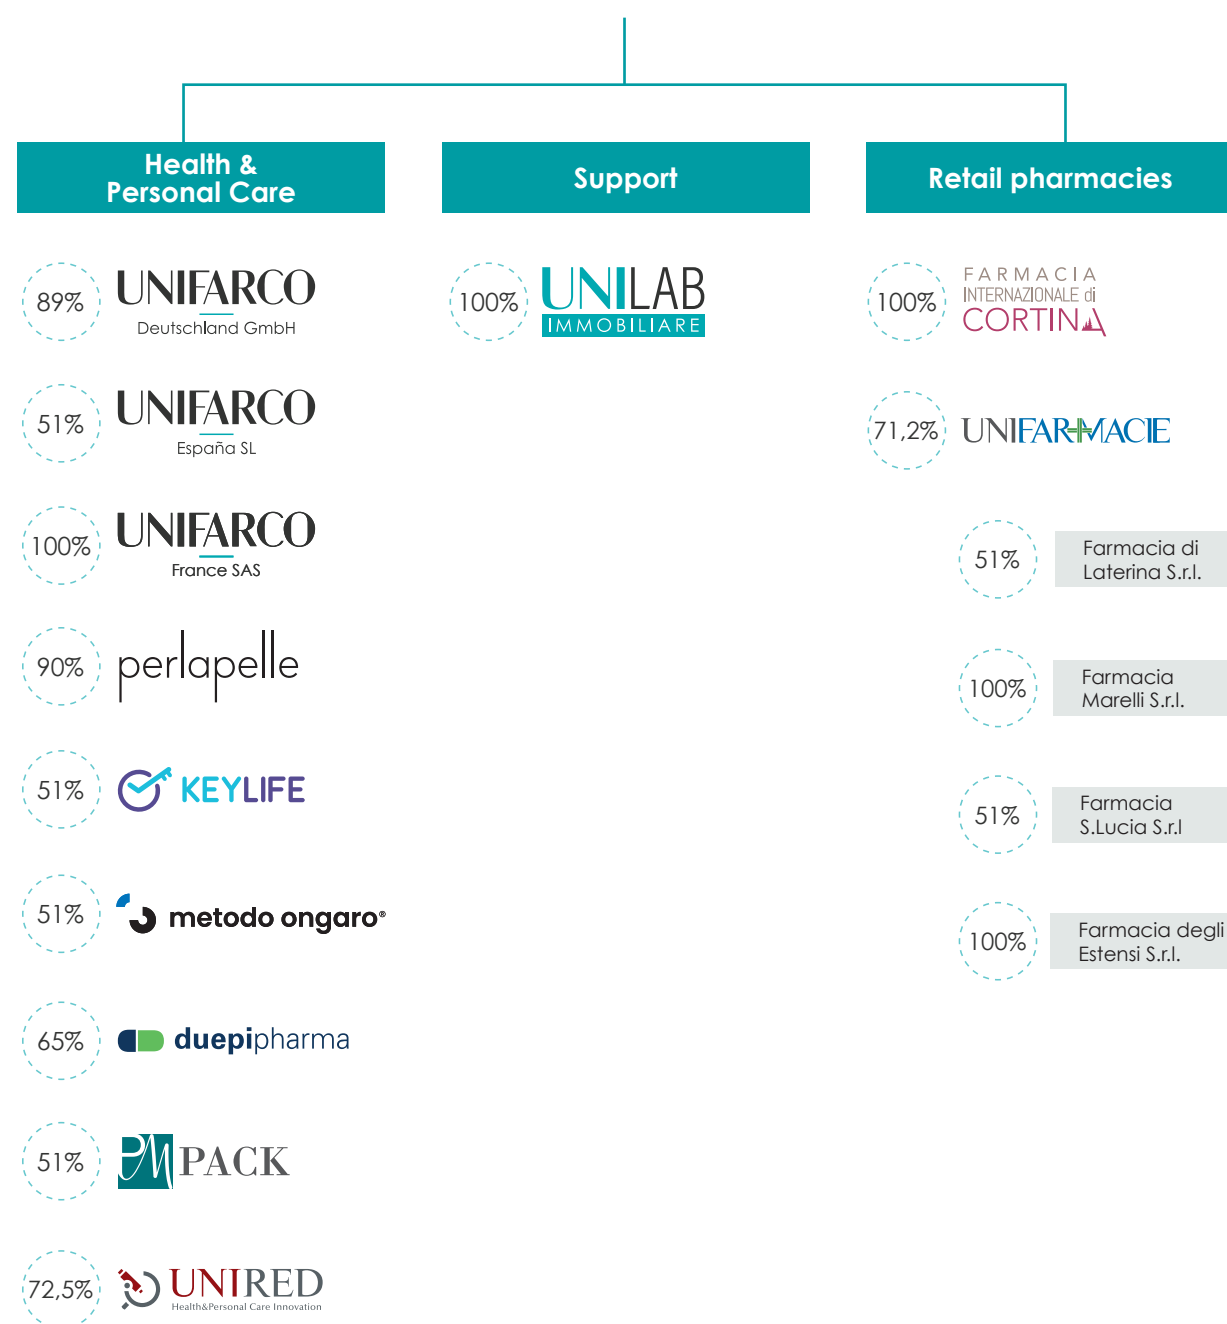 Health &
Personal Care
89%
UNIFARCO
Deutschland GmbH
51%
UNIFARCO
España SL
100%
UNIFARCO
France SAS
90%
perlapelle
51%
KEYLIFE
51%
metodo ongaro®
65%
duepipharma
51%
PM PACK
72,5%
UNIRED
Health&Personal Care Innovation
Support
100%
UNILAB
IMMOBILIARE
Retail pharmacies
100%
FARMACIA
INTERNAZIONALE di
CORTINA
71,2%
UNIFARMACIE
51%
Farmacia di
Laterina S.r.l.
100%
Farmacia
Marelli S.r.l.
51%
Farmacia
S.Lucia S.r.l
100%
Farmacia degli
Estensi S.r.l.